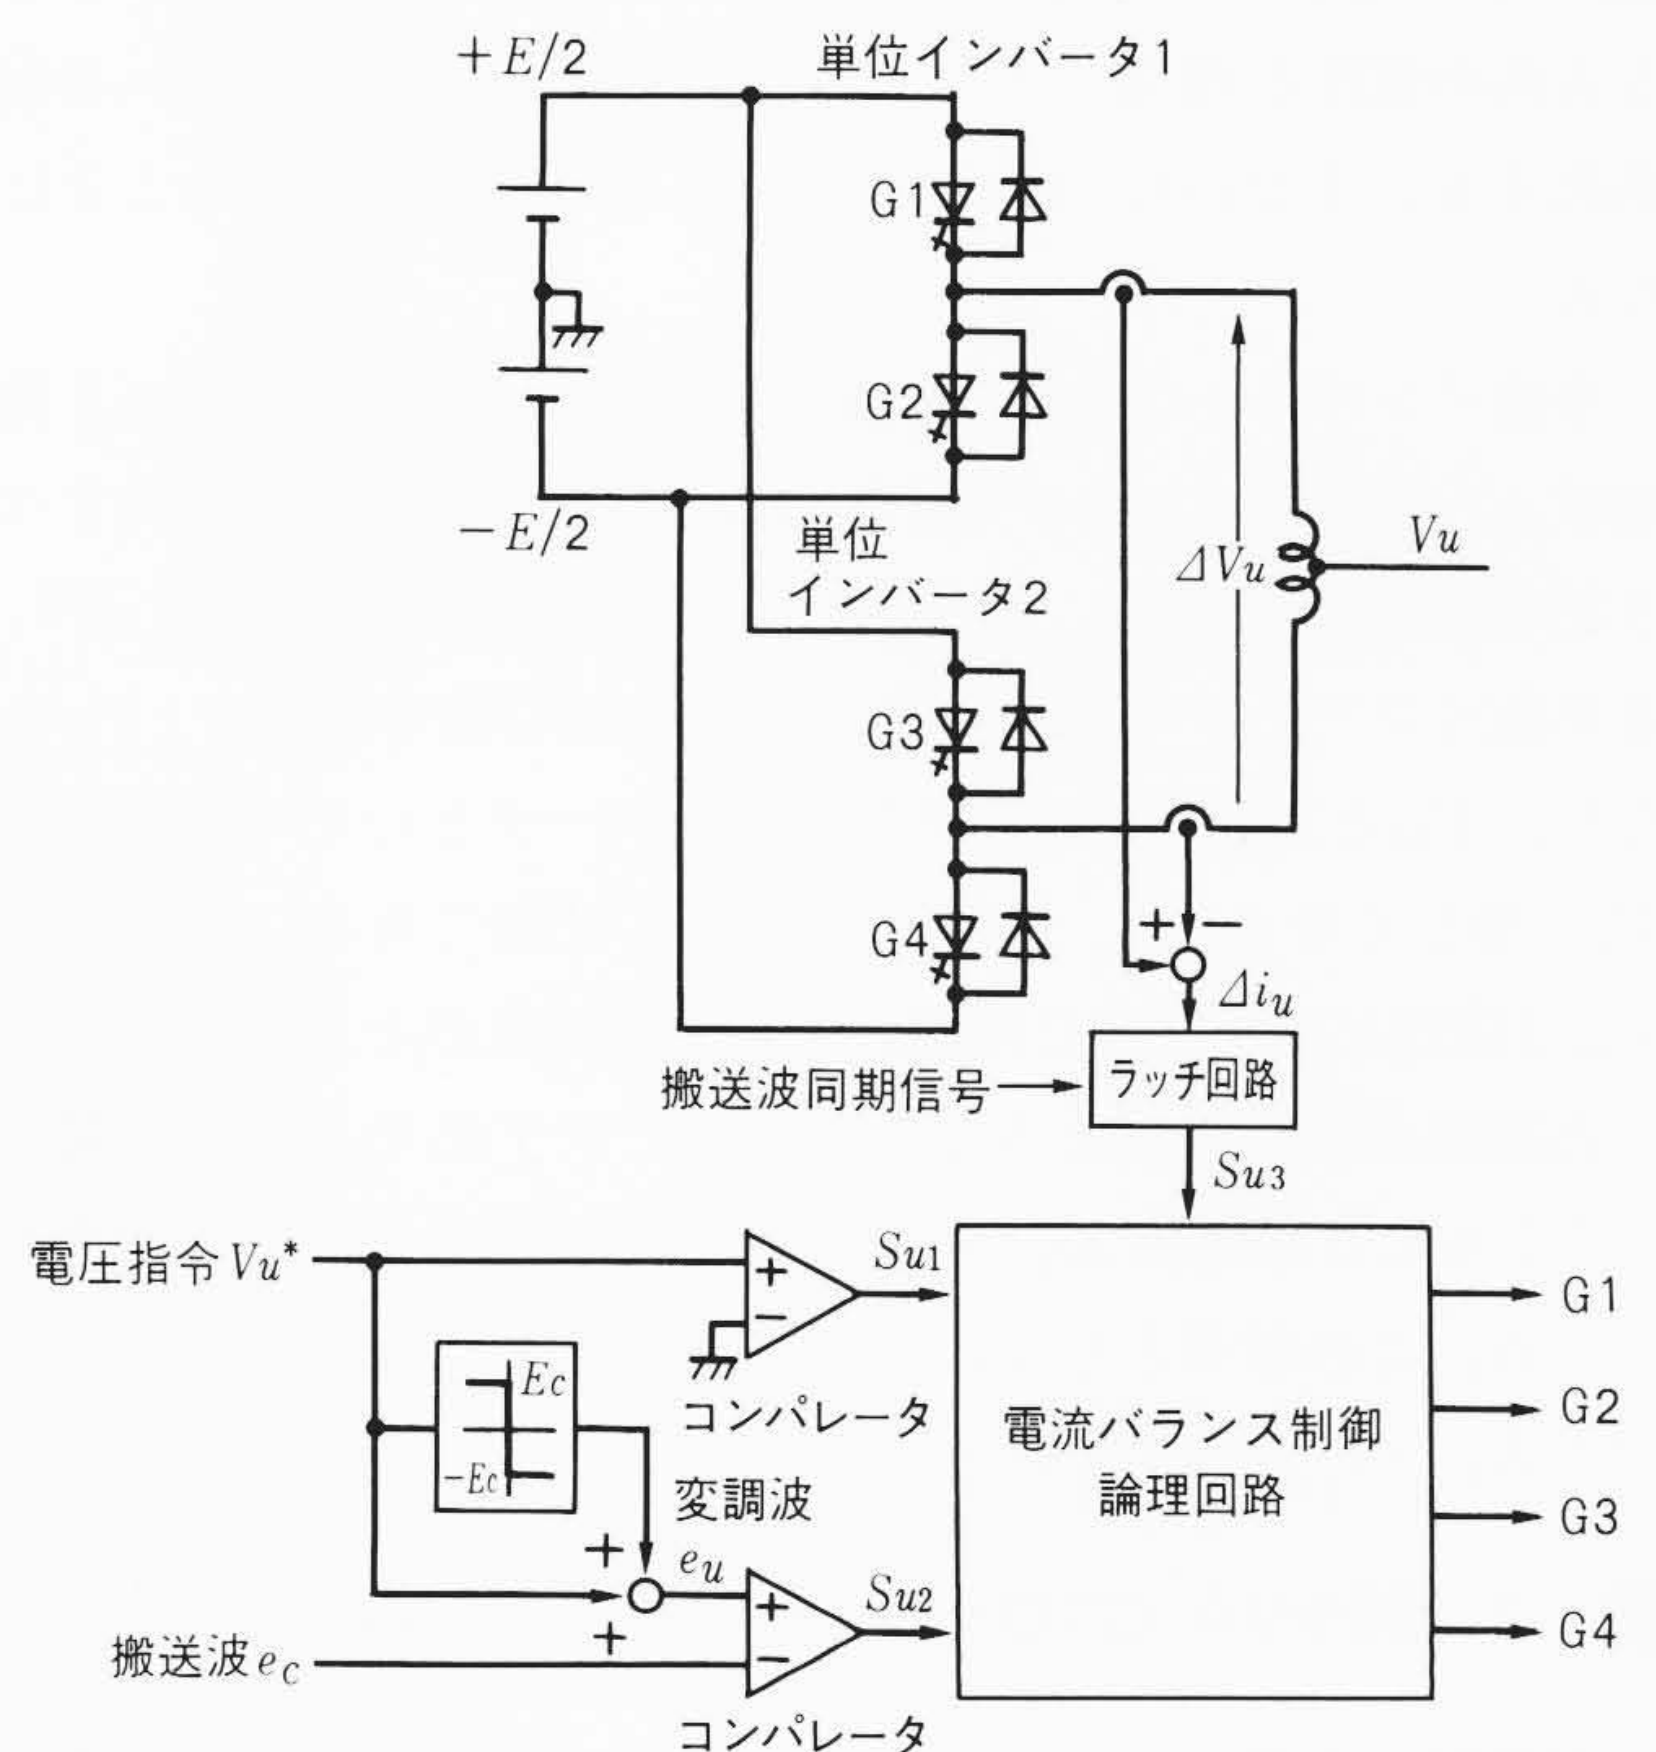 +E/2
単位インバータ1
G1
G2
-E/2
単位
インバータ2
ΔVu
Vu
G3
G4
+ -
Δiu
搬送波同期信号
ラッチ回路
Su3
電圧指令Vu*
+
-
Su1
G1
Ec
-Ec
コンパレータ
電流バランス制御
論理回路
G2
変調波
G3
+
eu
+
Su2
G4
+
搬送波ec
-
コンパレータ